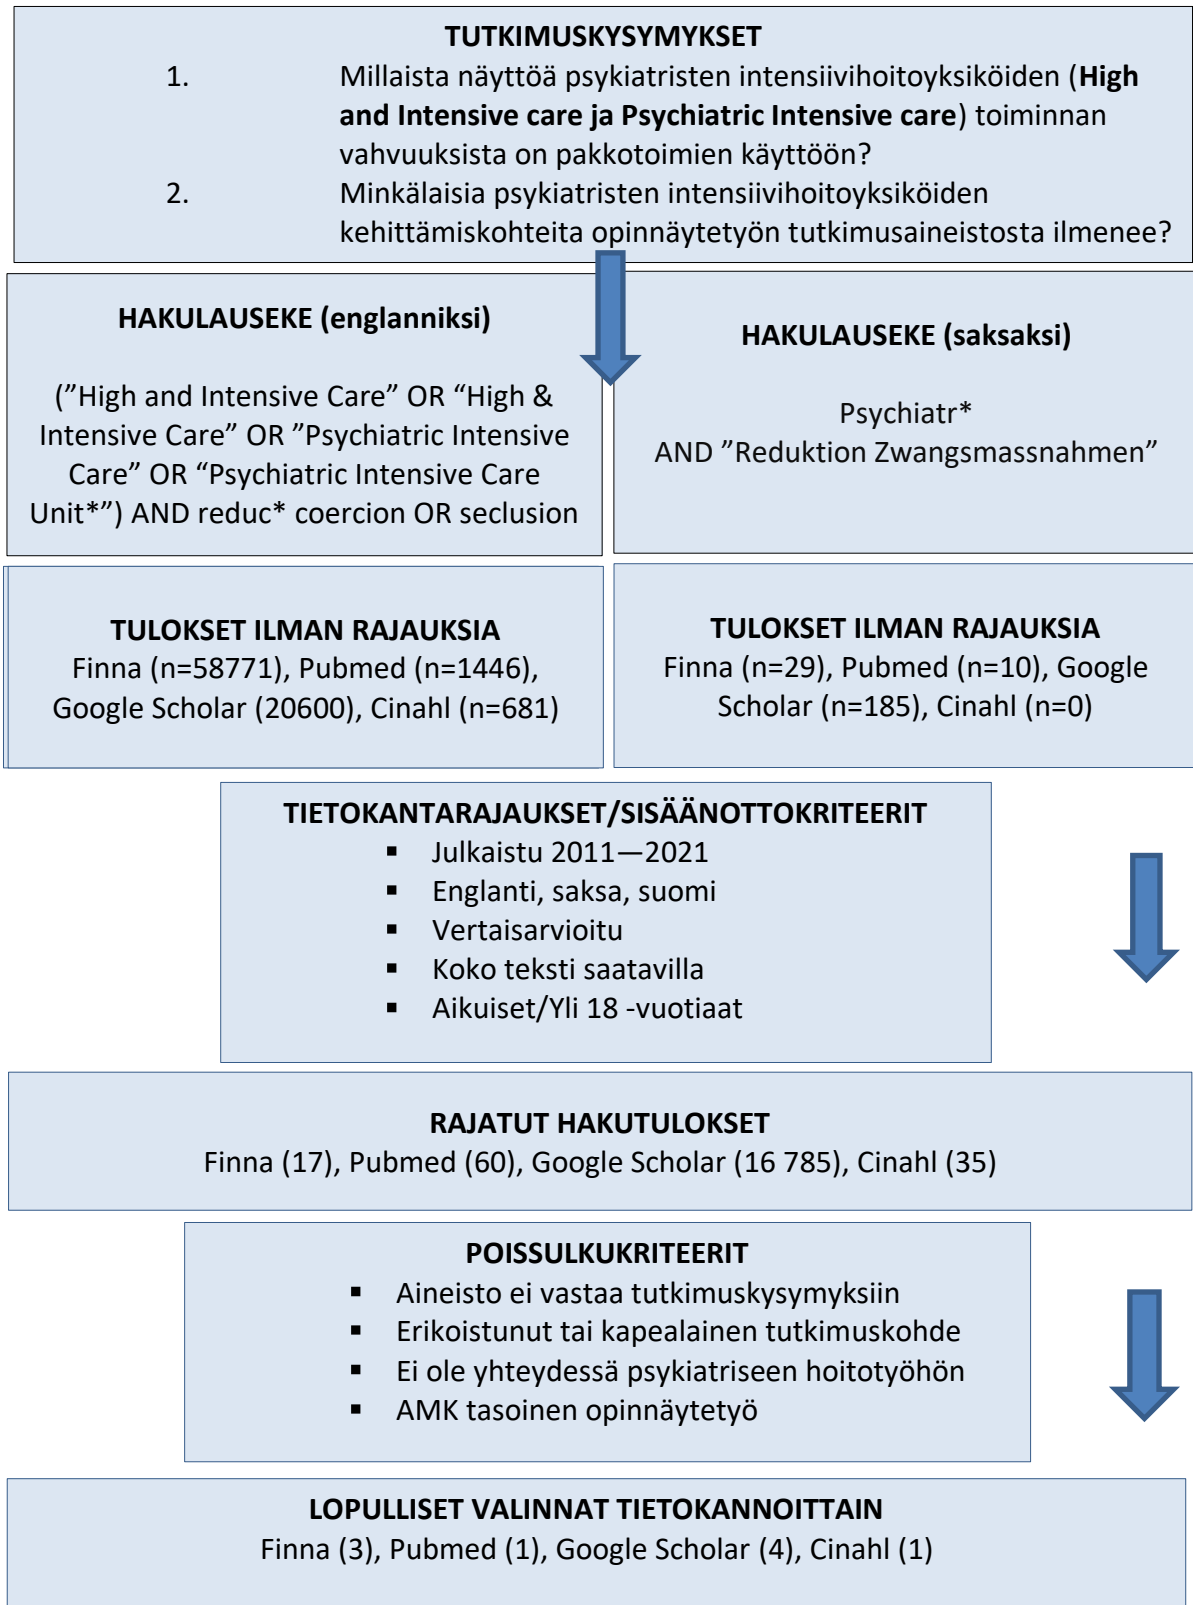 TUTKIMUSKYSYMYKSET
1. Millaista näyttöä psykiatristen intensiivihoitoyksiköiden (High
and Intensive care ja Psychiatric Intensive care) toiminnan
vahvuuksista on pakkotoimien käyttöön?
2. Minkälaisia psykiatristen intensiivihoitoyksiköiden
kehittämiskohteita opinnäytetyön tutkimusaineistosta ilmenee?
HAKULAUSEKE (englanniksi)
(”High and Intensive Care” OR “High &
Intensive Care” OR ”Psychiatric Intensive
Care” OR “Psychiatric Intensive Care
Unit*”) AND reduc* coercion OR seclusion
HAKULAUSEKE (saksaksi)
Psychiatr*
AND ”Reduktion Zwangsmassnahmen”
TULOKSET ILMAN RAJAUKSIA
Finna (n=58771), Pubmed (n=1446),
Google Scholar (20600), Cinahl (n=681)
TULOKSET ILMAN RAJAUKSIA
Finna (n=29), Pubmed (n=10), Google
Scholar (n=185), Cinahl (n=0)
TIETOKANTARAJAUKSET/SISÄÄNOTTOKRITEERIT
▪ Julkaistu 2011—2021
▪ Englanti, saksa, suomi
▪ Vertaisarvioitu
▪ Koko teksti saatavilla
▪ Aikuiset/Yli 18 -vuotiaat
RAJATUT HAKUTULOKSET
Finna (17), Pubmed (60), Google Scholar (16 785), Cinahl (35)
POISSULKUKRITEERIT
▪ Aineisto ei vastaa tutkimuskysymyksiin
▪ Erikoistunut tai kapealainen tutkimuskohde
▪ Ei ole yhteydessä psykiatriseen hoitotyöhön
▪ AMK tasoinen opinnäytetyö
LOPULLISET VALINNAT TIETOKANNOITTAIN
Finna (3), Pubmed (1), Google Scholar (4), Cinahl (1)